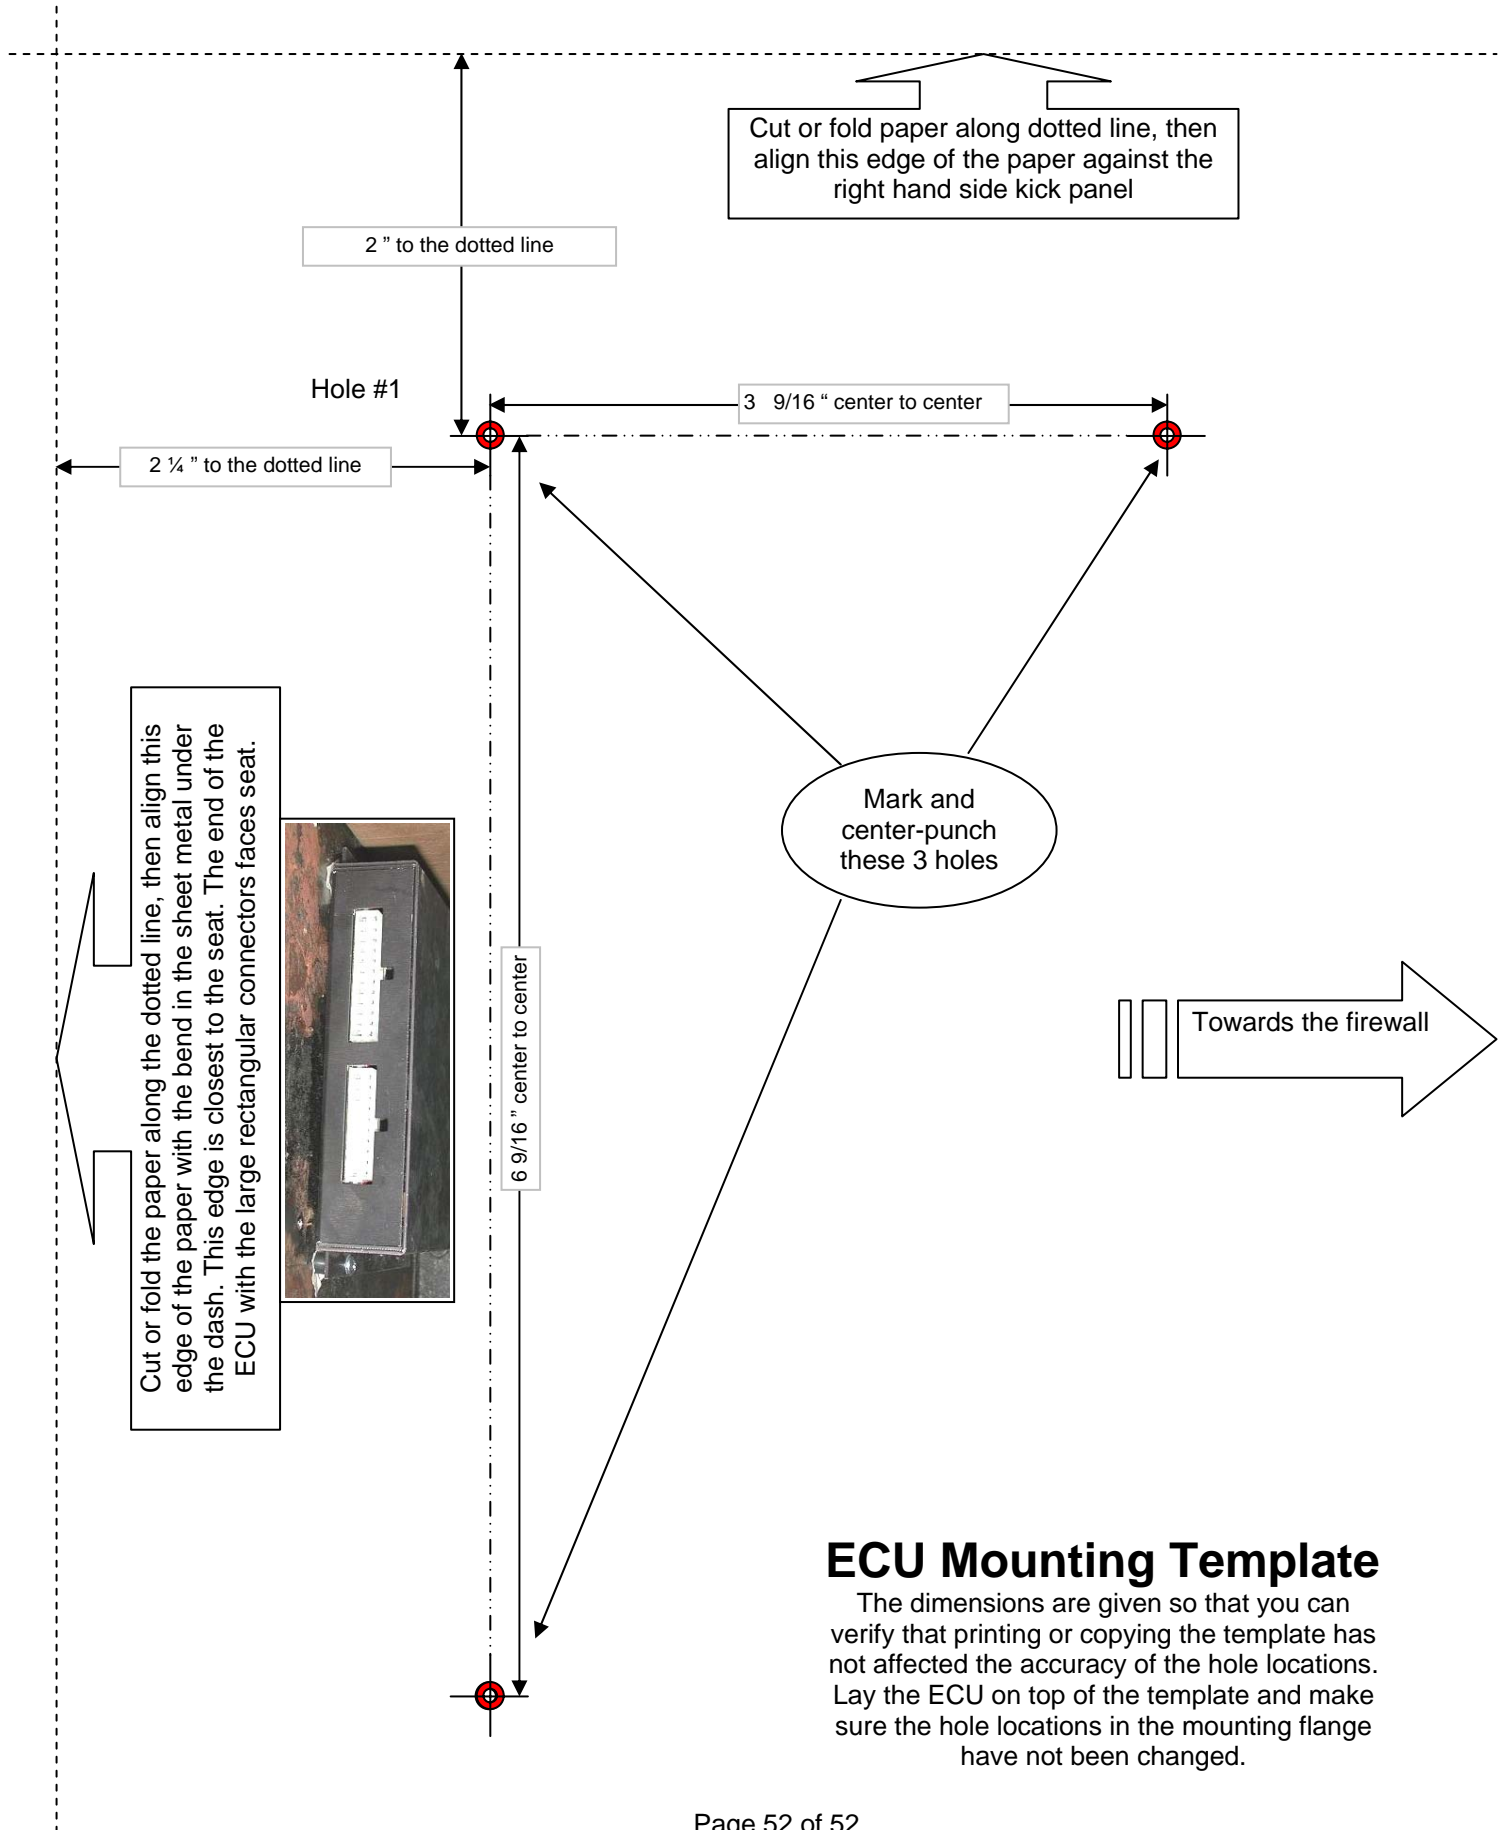 Cut or fold paper along dotted line, then
align this edge of the paper against the
right hand side kick panel
2 ” to the dotted line
Hole #1
3 9/16 “ center to center
2 ¼ ” to the dotted line
Cut or fold the paper along the dotted line, then align this
edge of the paper with the bend in the sheet metal under
the dash. This edge is closest to the seat. The end of the
ECU with the large rectangular connectors faces seat.
6 9/16 ” center to center
Mark and
center-punch
these 3 holes
Towards the firewall
ECU Mounting Template
The dimensions are given so that you can
verify that printing or copying the template has
not affected the accuracy of the hole locations.
Lay the ECU on top of the template and make
sure the hole locations in the mounting flange
have not been changed.
Page 52 of 52